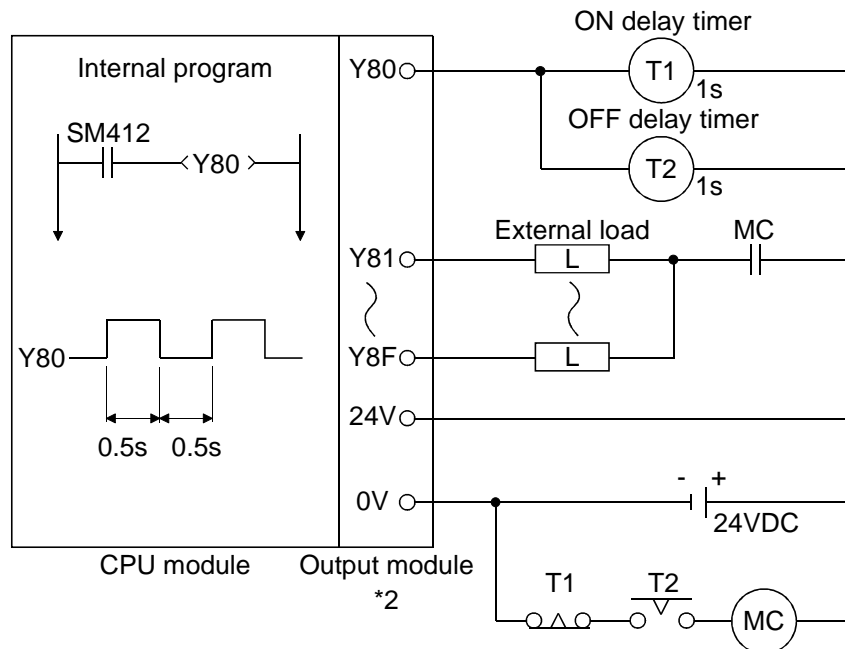 ON delay timer
Internal program
Y80
T1
1s
SM412
OFF delay timer
Y80
T2
1s
External load
MC
Y81
L
Y80
Y8F
L
0.5s
0.5s
24V
0V
- +
24VDC
CPU module
Output module
*2
T1
T2
MC